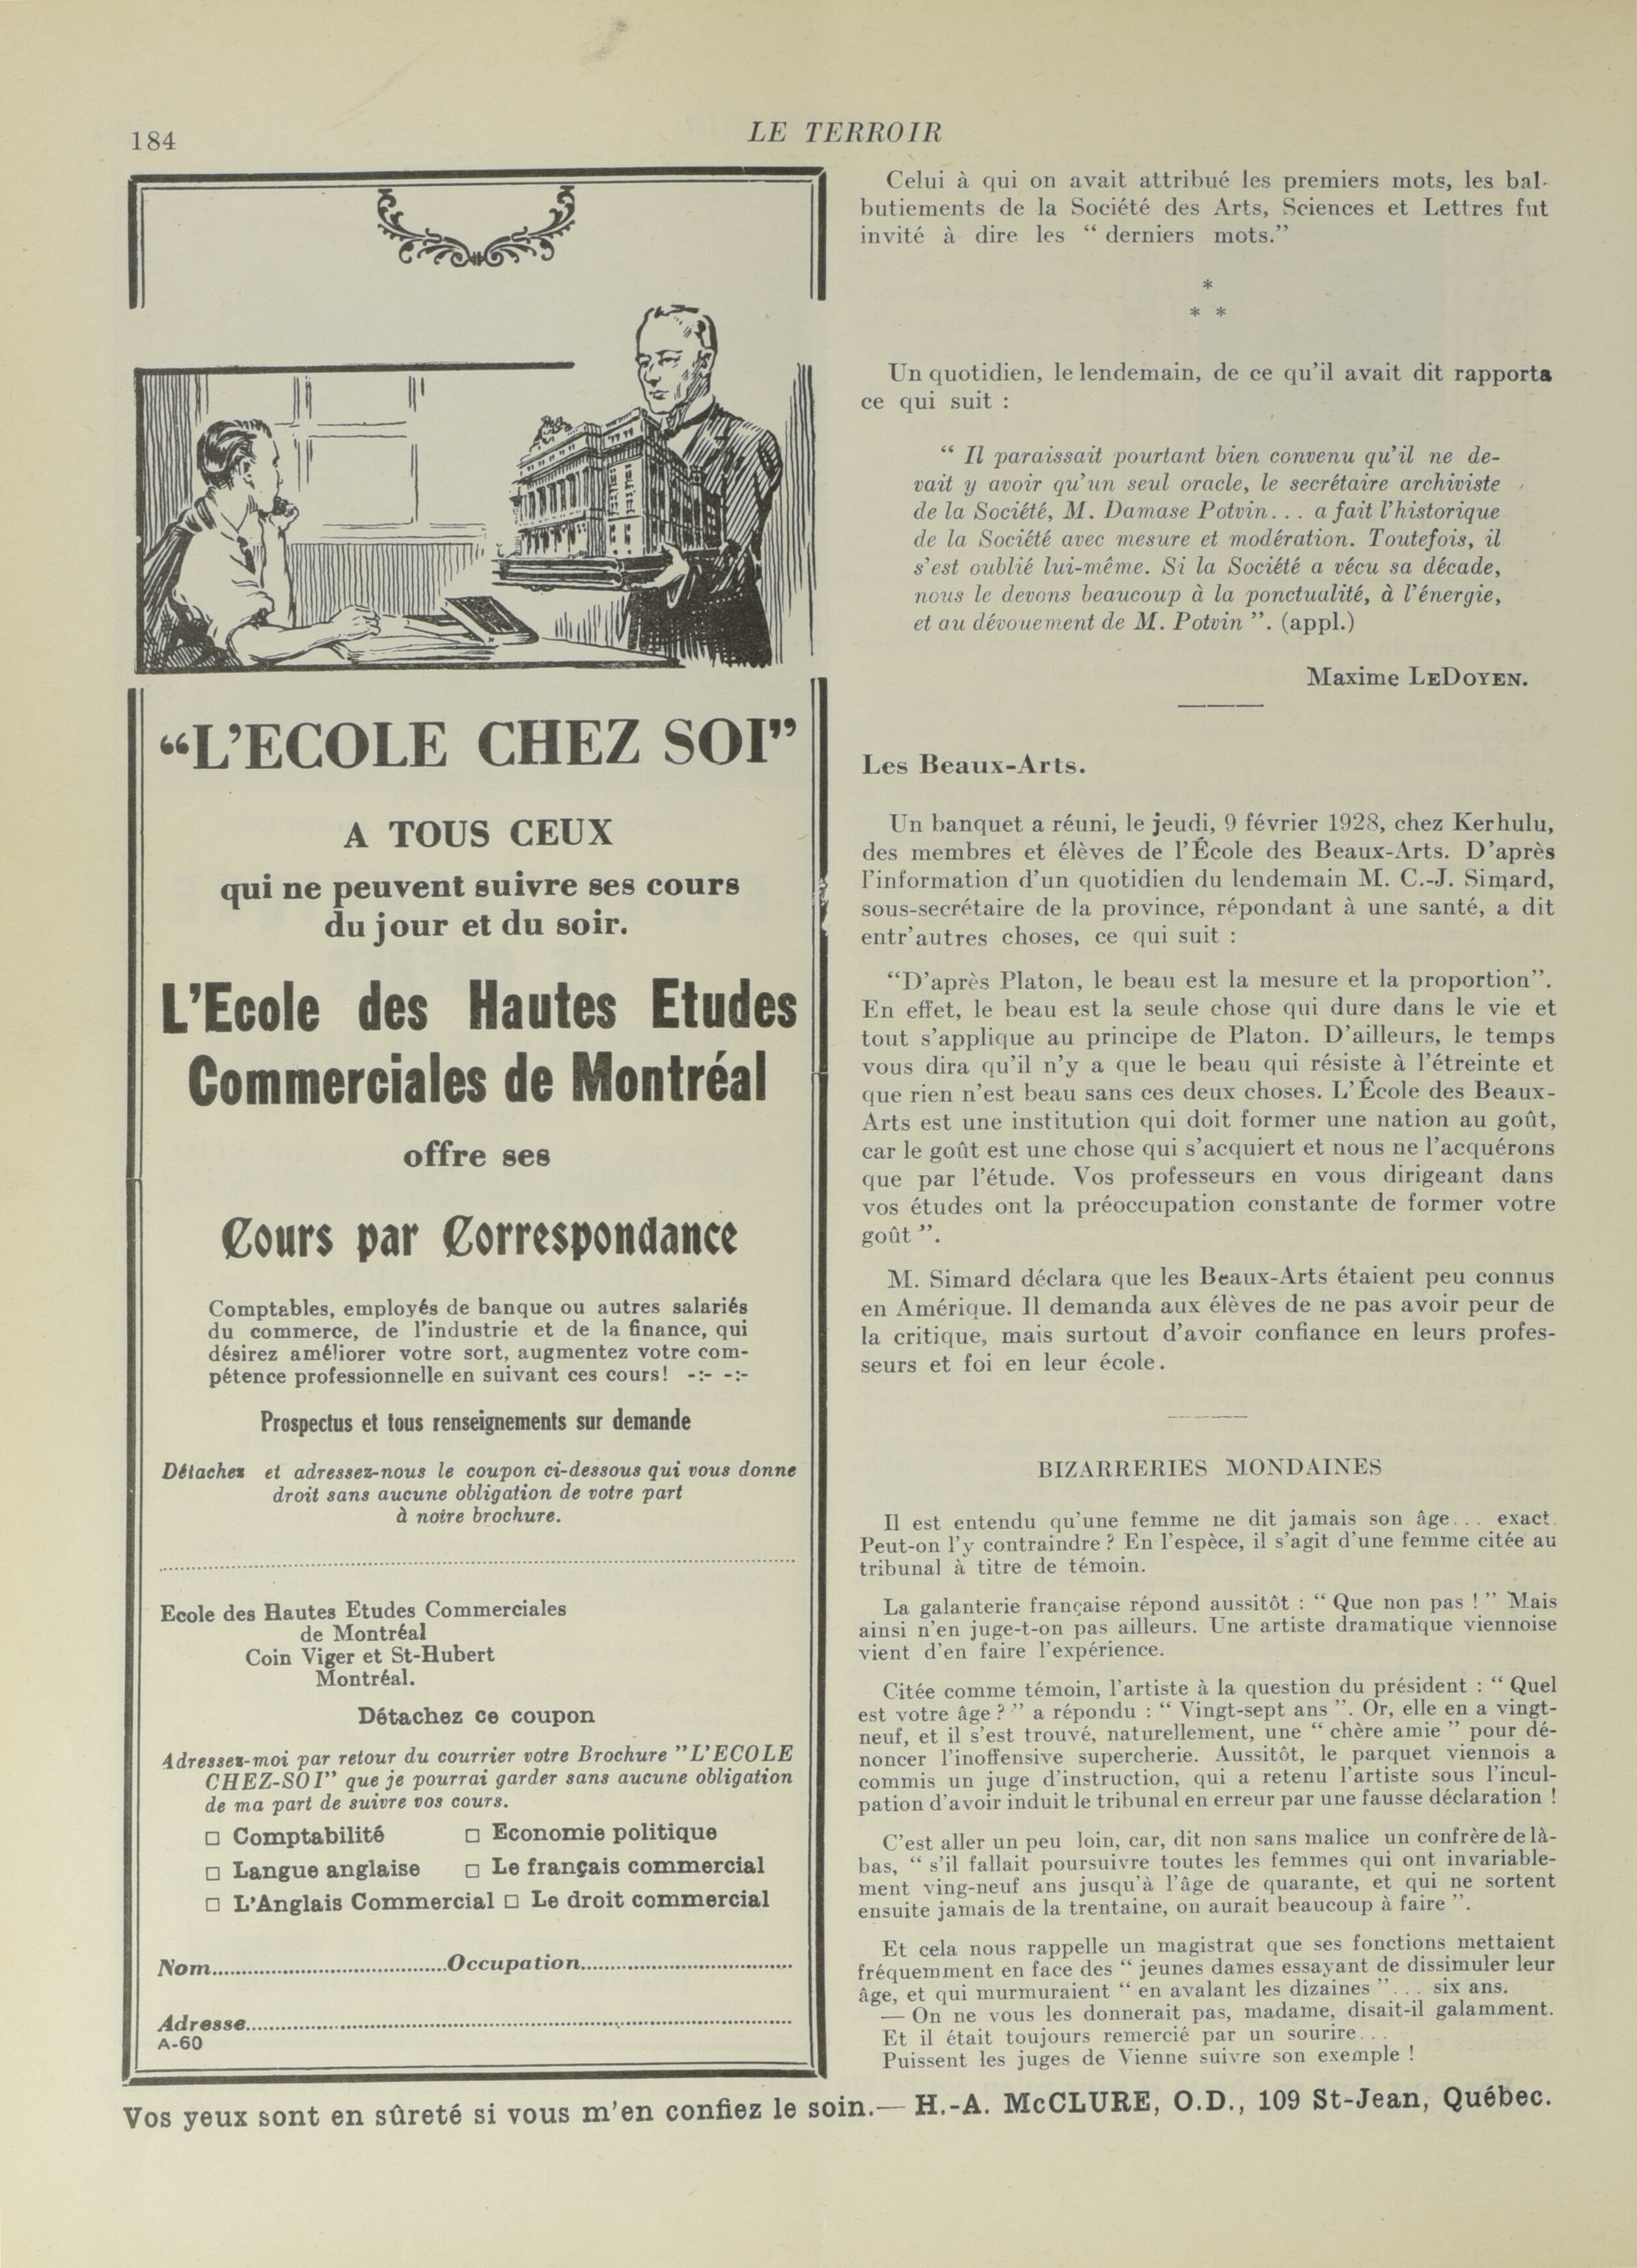 184
LE TERROIR
“L'ECOLE CHEZ SOI”
A TOUS CEUX
qui ne peuvent suivre ses cours
du jour et du soir.
L'Ecole des Hautes Etudes
Commerciales de Montréal
offre ses
Cours par Correspondance
Comptables, employés de banque ou autres salariés
du commerce, de l'industrie et de la finance, qui
désirez améliorer votre sort, augmentez votre com-
pétence professionnelle en suivant ces cours! -:- -:-
Prospectus et tous renseignements sur demande
Détachez et adressez-nous le coupon ci-dessous qui vous donne
droit sans aucune obligation de votre part
à notre brochure.
Ecole des Hautes Etudes Commerciales
de Montréal
Coin Viger et St-Hubert
Montréal.
Détachez ce coupon
Adressez-moi par retour du courrier votre Brochure "L'ECOLE
CHEZ-SOI" que je pourrai garder sans aucune obligation
de ma part de suivre vos cours.
□ Comptabilité □ Economie politique
□ Langue anglaise □ Le français commercial
□ L'Anglais Commercial □ Le droit commercial
Nom....................Occupation....................
Adresse........................................
A-60
Celui à qui on avait attribué les premiers mots, les bal-
butiements de la Société des Arts, Sciences et Lettres fut
invité à dire les “ derniers mots.”
*
* *
Un quotidien, le lendemain, de ce qu'il avait dit rapporta
ce qui suit :
“ Il paraissait pourtant bien convenu qu'il ne de-
vait y avoir qu'un seul oracle, le secrétaire archiviste
de la Société, M. Damase Potvin... a fait l'historique
de la Société avec mesure et modération. Toutefois, il
s'est oublié lui-même. Si la Société a vécu sa décade,
nous le devons beaucoup à la ponctualité, à l'énergie,
et au dévouement de M. Potvin ”. (appl.)
Maxime LEDOYEN.
Les Beaux-Arts.
Un banquet a réuni, le jeudi, 9 février 1928, chez Kerhulu,
des membres et élèves de l'École des Beaux-Arts. D'après
l'information d'un quotidien du lendemain M. C.-J. Simard,
sous-secrétaire de la province, répondant à une santé, a dit
entr'autres choses, ce qui suit :
“D'après Platon, le beau est la mesure et la proportion”.
En effet, le beau est la seule chose qui dure dans le vie et
tout s'applique au principe de Platon. D'ailleurs, le temps
vous dira qu'il n'y a que le beau qui résiste à l'étreinte et
que rien n'est beau sans ces deux choses. L'École des Beaux-
Arts est une institution qui doit former une nation au goût,
car le goût est une chose qui s'acquiert et nous ne l'acquérons
que par l'étude. Vos professeurs en vous dirigeant dans
vos études ont la préoccupation constante de former votre
goût ”.
M. Simard déclara que les Beaux-Arts étaient peu connus
en Amérique. Il demanda aux élèves de ne pas avoir peur de
la critique, mais surtout d'avoir confiance en leurs profes-
seurs et foi en leur école.
BIZARRERIES MONDAINES
Il est entendu qu'une femme ne dit jamais son âge... exact.
Peut-on l'y contraindre ? En l'espèce, il s'agit d'une femme citée au
tribunal à titre de témoin.
La galanterie française répond aussitôt : “ Que non pas ! ” Mais
ainsi n'en juge-t-on pas ailleurs. Une artiste dramatique viennoise
vient d'en faire l'expérience.
Citée comme témoin, l'artiste à la question du président : “ Quel
est votre âge ? ” a répondu : “ Vingt-sept ans ”. Or, elle en a vingt-
neuf, et il s'est trouvé, naturellement, une “ chère amie ” pour dé-
noncer l'inoffensive supercherie. Aussitôt, le parquet viennois a
commis un juge d'instruction, qui a retenu l'artiste sous l'incul-
pation d'avoir induit le tribunal en erreur par une fausse déclaration !
C'est aller un peu loin, car, dit non sans malice un confrère de là-
bas, “ s'il fallait poursuivre toutes les femmes qui ont invariable-
ment ving-neuf ans jusqu'à l'âge de quarante, et qui ne sortent
ensuite jamais de la trentaine, on aurait beaucoup à faire ”.
Et cela nous rappelle un magistrat que ses fonctions mettaient
fréquemment en face des “ jeunes dames essayant de dissimuler leur
âge, et qui murmuraient “ en avalant les dizaines ”... six ans.
— On ne vous les donnerait pas, madame, disait-il galamment.
Et il était toujours remercié par un sourire...
Puissent les juges de Vienne suivre son exemple !
Vos yeux sont en sûreté si vous m'en confiez le soin.— H.-A. McCLURE, O.D., 109 St-Jean, Québec.